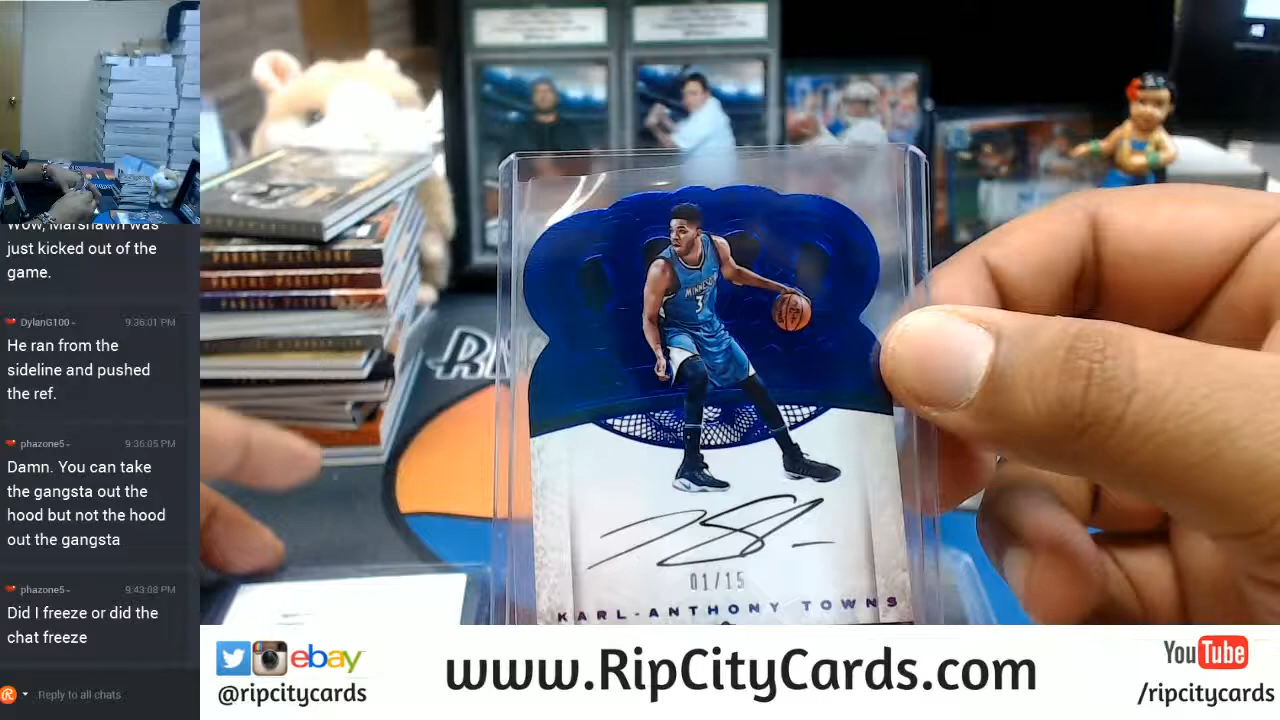 Wow, Marshawn was
just kicked out of the
game.
DylanG100
9:36:01 PM
He ran from the
sideline and pushed
the ref.
phazone5
9:36:05 PM
Damn. You can take
the gangsta out the
hood but not the hood
out the gangsta
phazone5
9:43:08 PM
Did I freeze or did the
chat freeze
Reply to all chats
MINNESO
3
01/15
KARL-ANTHONY TOWNS
ebay
@ripcitycards
www.RipCityCards.com
YouTube
/ripcitycards